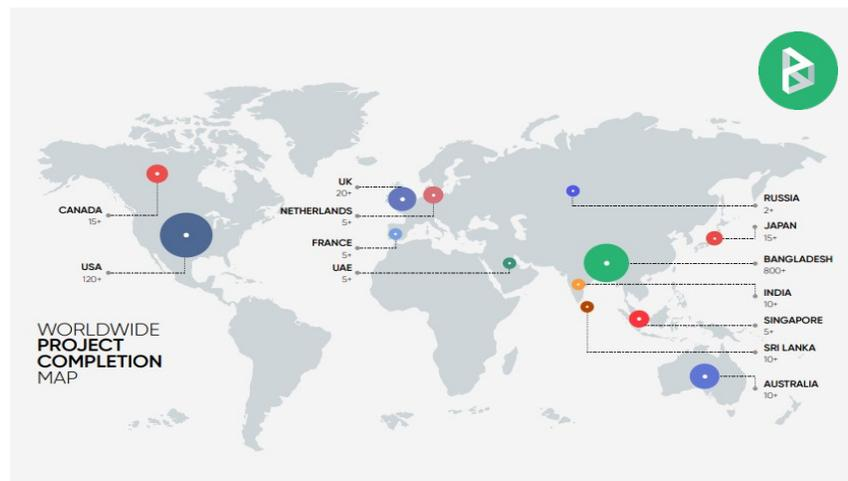 CANADA
15+
USA
120+
WORLDWIDE
PROJECT
COMPLETION
MAP
UK
20+
NETHERLANDS
5+
FRANCE
5+
UAE
5+
RUSSIA
2+
JAPAN
15+
BANGLADESH
800+
INDIA
10+
SINGAPORE
5+
SRI LANKA
10+
AUSTRALIA
10+